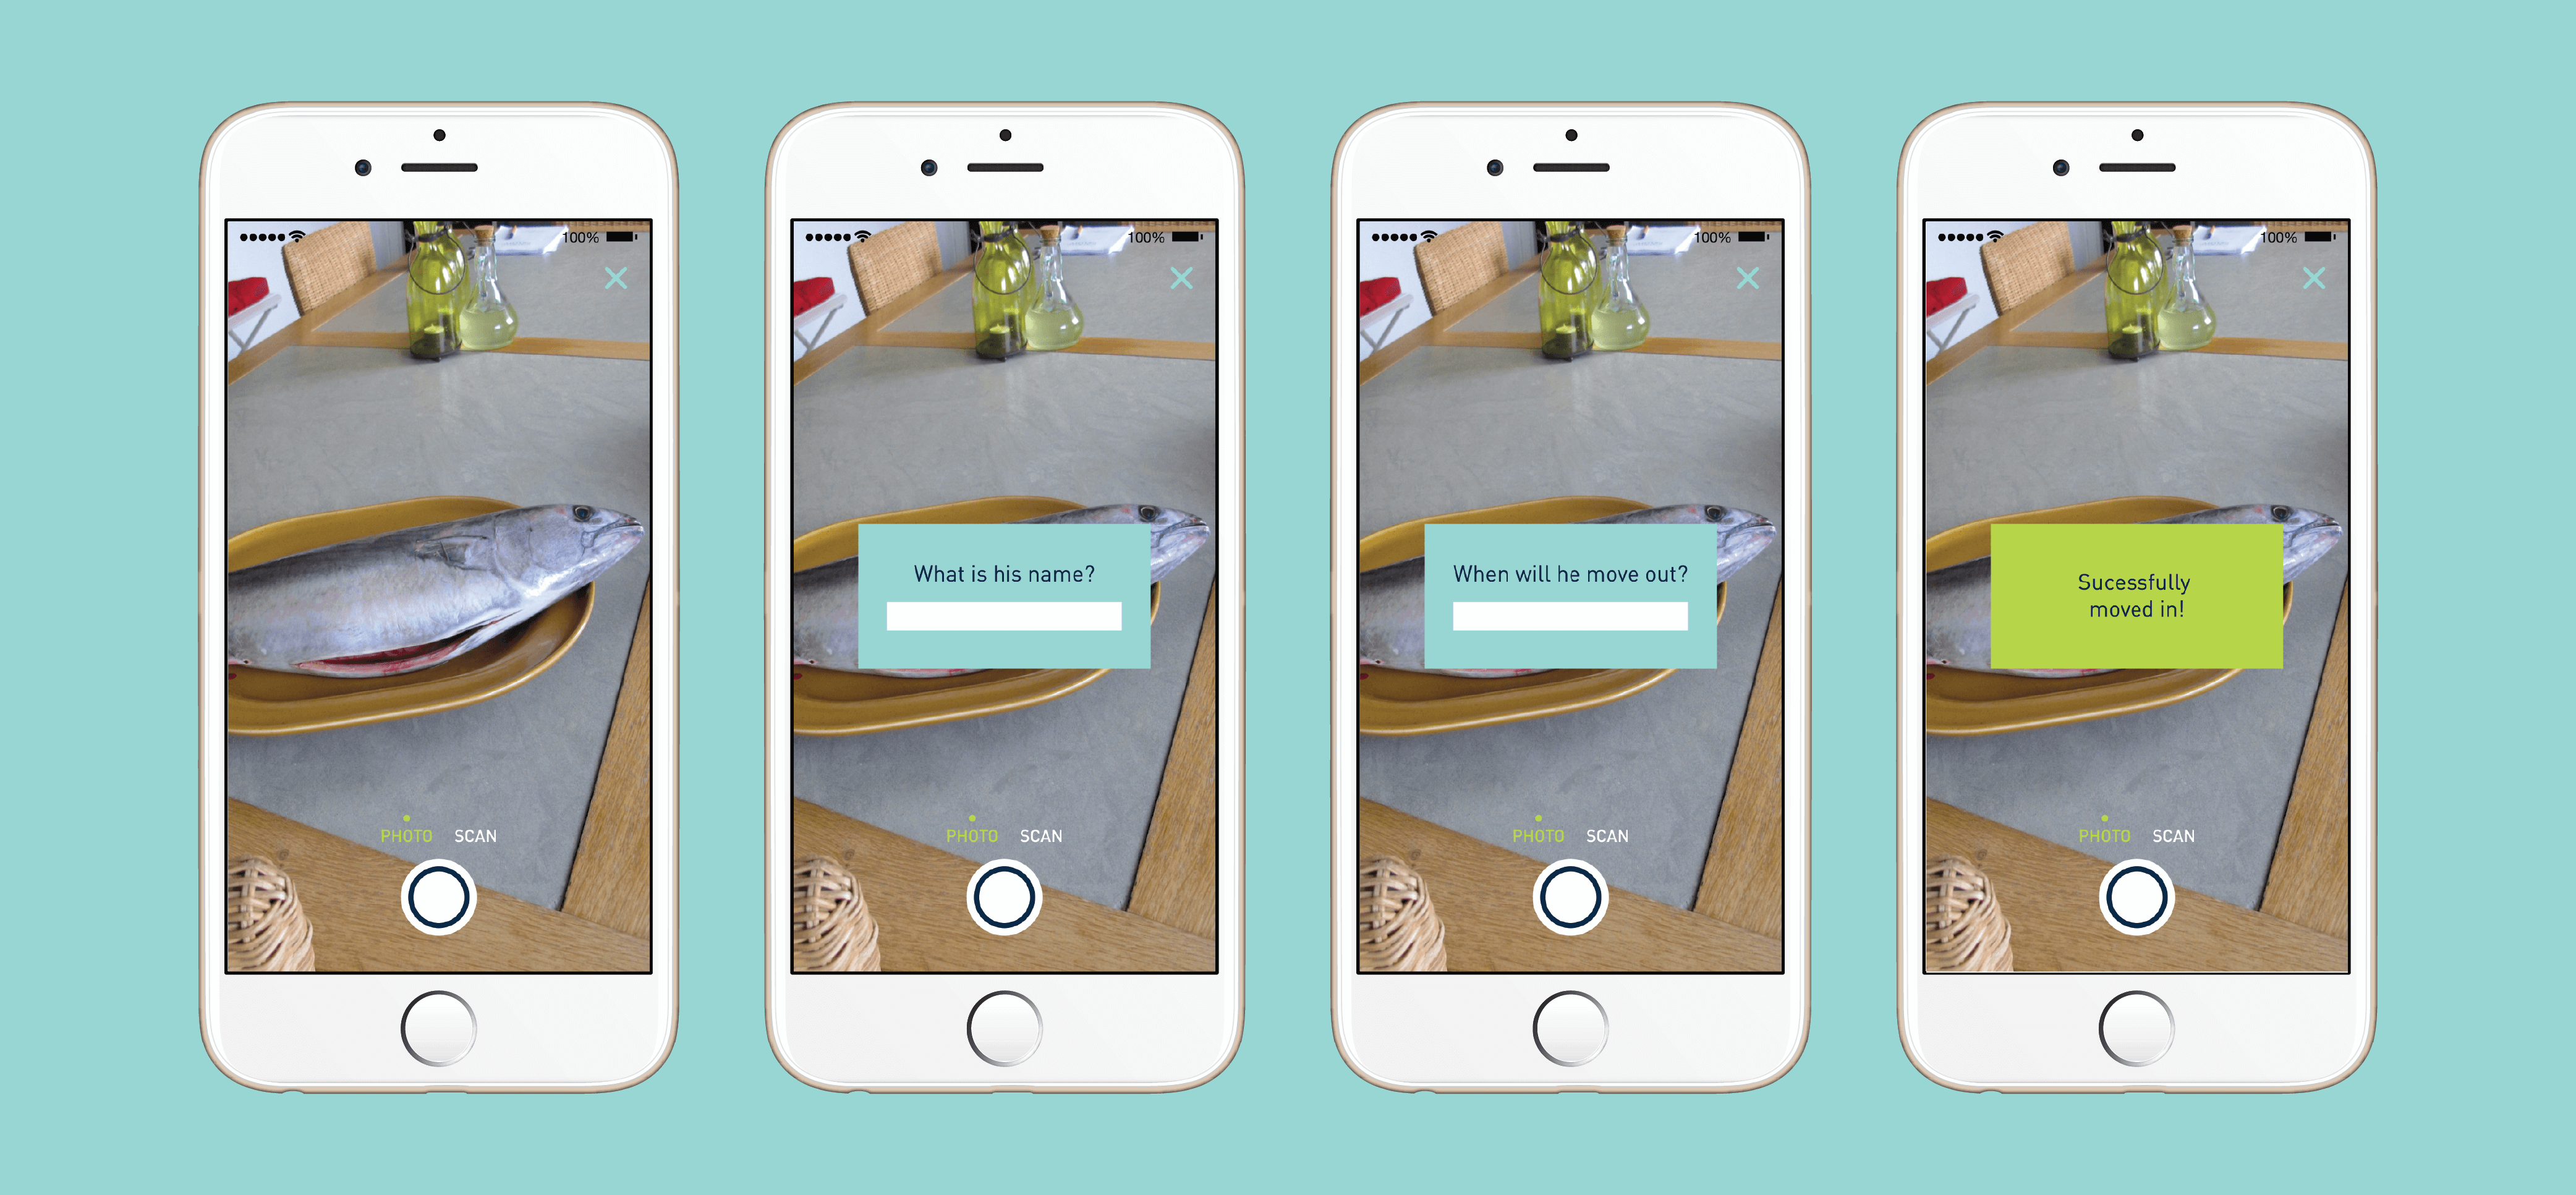 100%
PHOTO SCAN
100%
What is his name?
PHOTO SCAN
100%
When will he move out?
PHOTO SCAN
100%
Sucessfully
moved in!
PHOTO SCAN